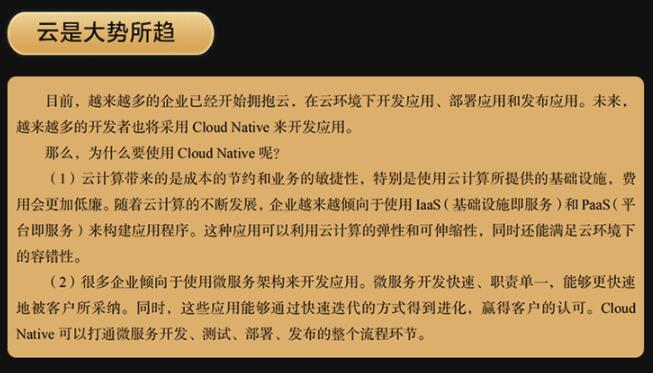 云是大势所趋
目前，越来越多的企业已经开始拥抱云，在云环境下开发应用、部署应用和发布应用。未来，
越来越多的开发者也将采用 Cloud Native 来开发应用。
那么，为什么要使用 Cloud Native 呢？
（1）云计算带来的是成本的节约和业务的敏捷性，特别是使用云计算所提供的基础设施，费
用会更加低廉。随着云计算的不断发展，企业越来越倾向于使用 IaaS（基础设施即服务）和 PaaS（平
台即服务）来构建应用程序。这种应用可以利用云计算的弹性和可伸缩性，同时还能满足云环境下
的容错性。
（2）很多企业倾向于使用微服务架构来开发应用。微服务开发快速、职责单一，能够更快速
地被客户所采纳。同时，这些应用能够通过快速迭代的方式得到进化，赢得客户的认可。Cloud
Native 可以打通微服务开发、测试、部署、发布的整个流程环节。